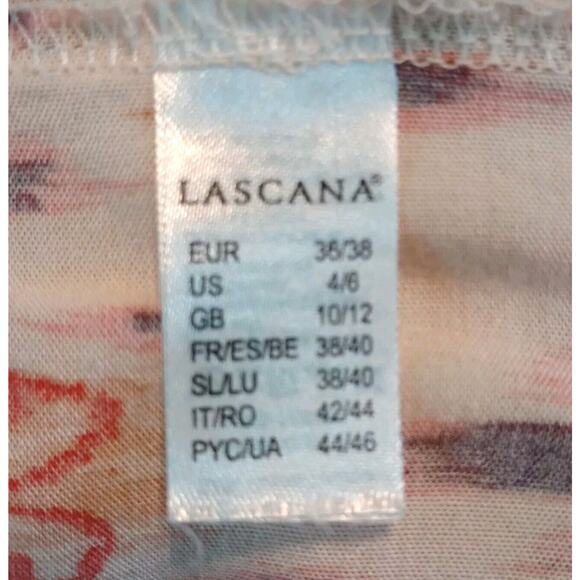 LASCANA®
EUR 36/38
US 4/6
GB 10/12
FR/ES/BE 38/40
SL/LU 38/40
IT/RO 42/44
PYC/UA 44/46